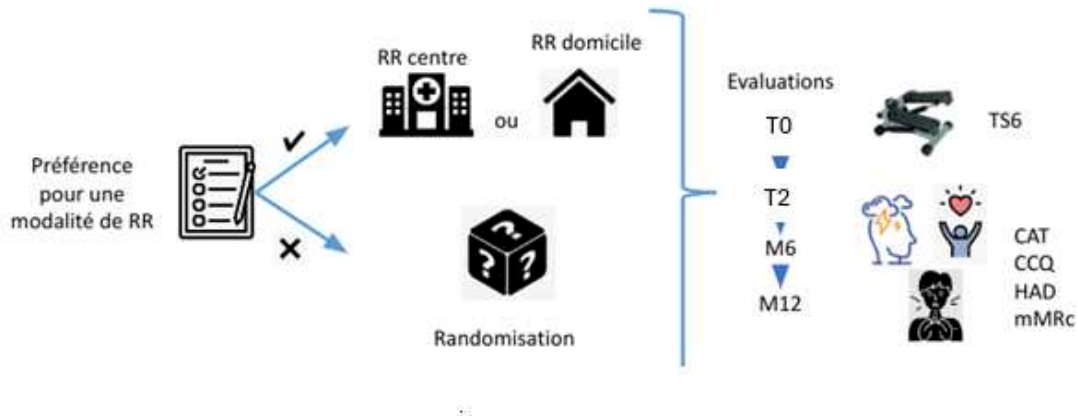 Préférence
pour une
modalité de RR
RR centre
ou
RR domicile
? ? ?
Randomisation
Evaluations
T0
T2
M6
M12
TS6
CAT
CCQ
HAD
mMRc